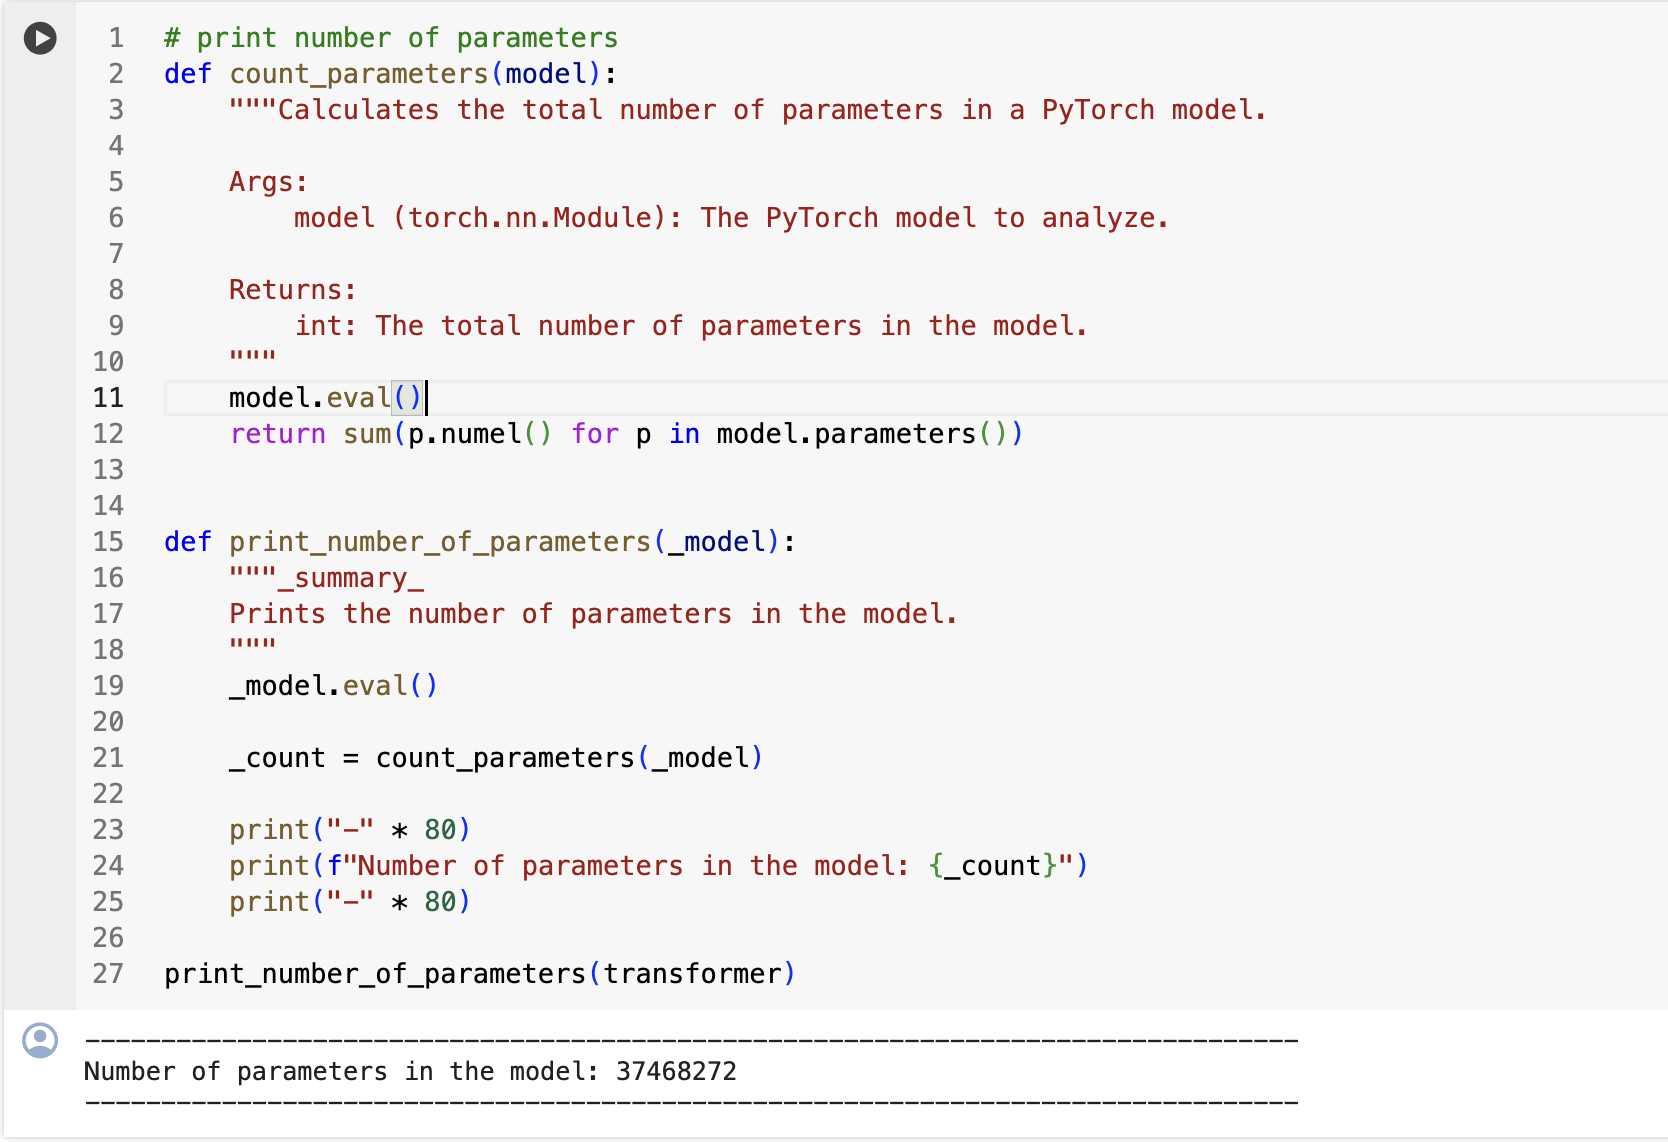 1 # print number of parameters
2 def count_parameters(model):
3     """Calculates the total number of parameters in a PyTorch model.
4
5     Args:
6         model (torch.nn.Module): The PyTorch model to analyze.
7
8     Returns:
9         int: The total number of parameters in the model.
10     """
11     model.eval()
12     return sum(p.numel() for p in model.parameters())
13
14
15 def print_number_of_parameters(_model):
16     """_summary_
17     Prints the number of parameters in the model.
18     """
19     _model.eval()
20
21     _count = count_parameters(_model)
22
23     print("-" * 80)
24     print(f"Number of parameters in the model: {_count}")
25     print("-" * 80)
26
27 print_number_of_parameters(transformer)
--------------------------------------------------------------------------------
Number of parameters in the model: 37468272
--------------------------------------------------------------------------------